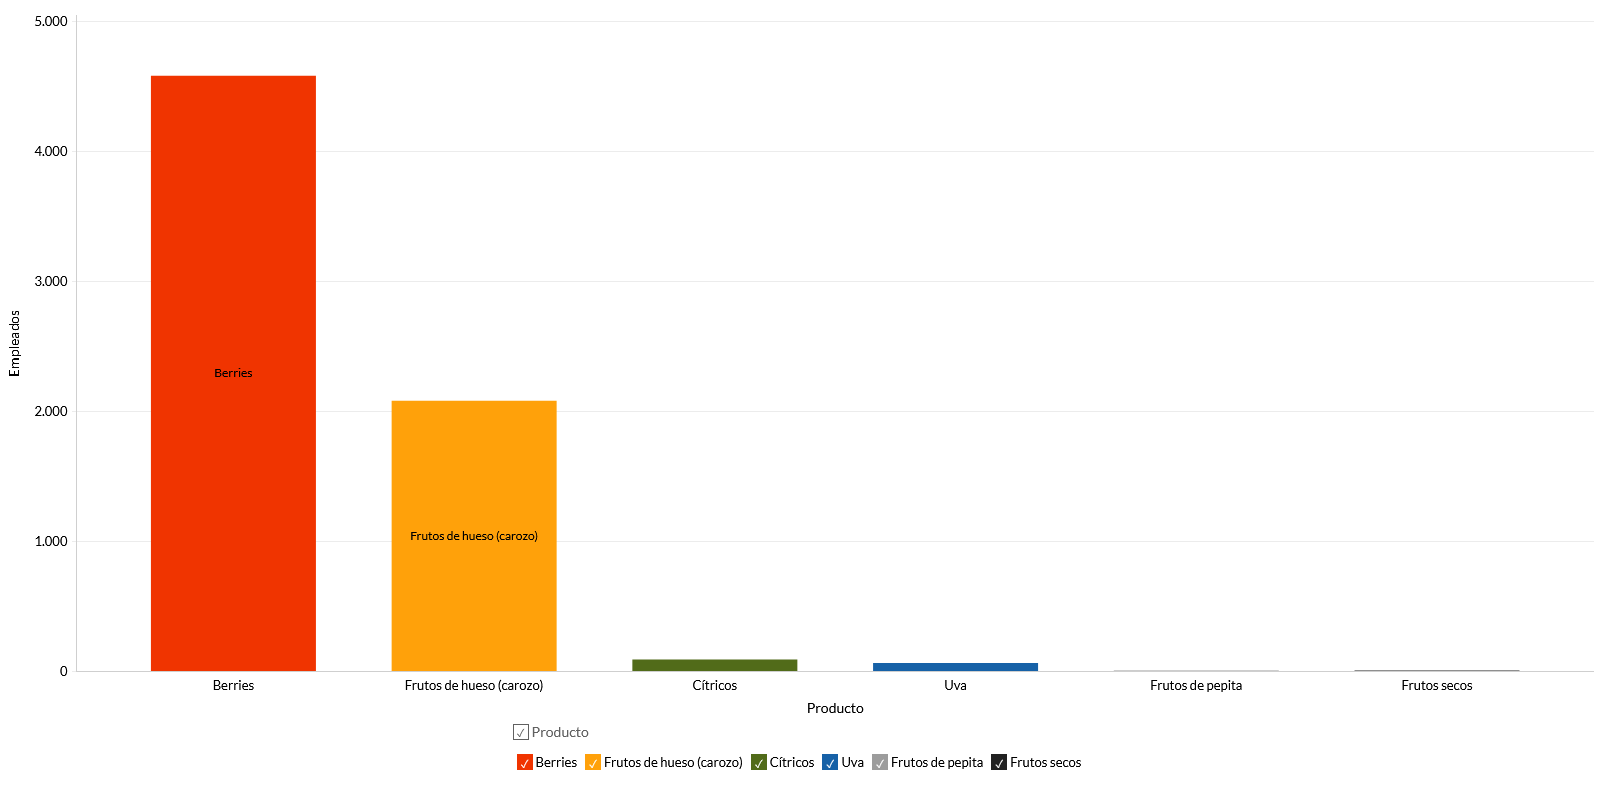 5.000
4.000
3.000
2.000
1.000
0
Empleados
Berries
Frutos de hueso (carozo)
Berries
Frutos de hueso (carozo)
Cítricos
Uva
Frutos de pepita
Frutos secos
Producto
Producto
Berries
Frutos de hueso (carozo)
Cítricos
Uva
Frutos de pepita
Frutos secos